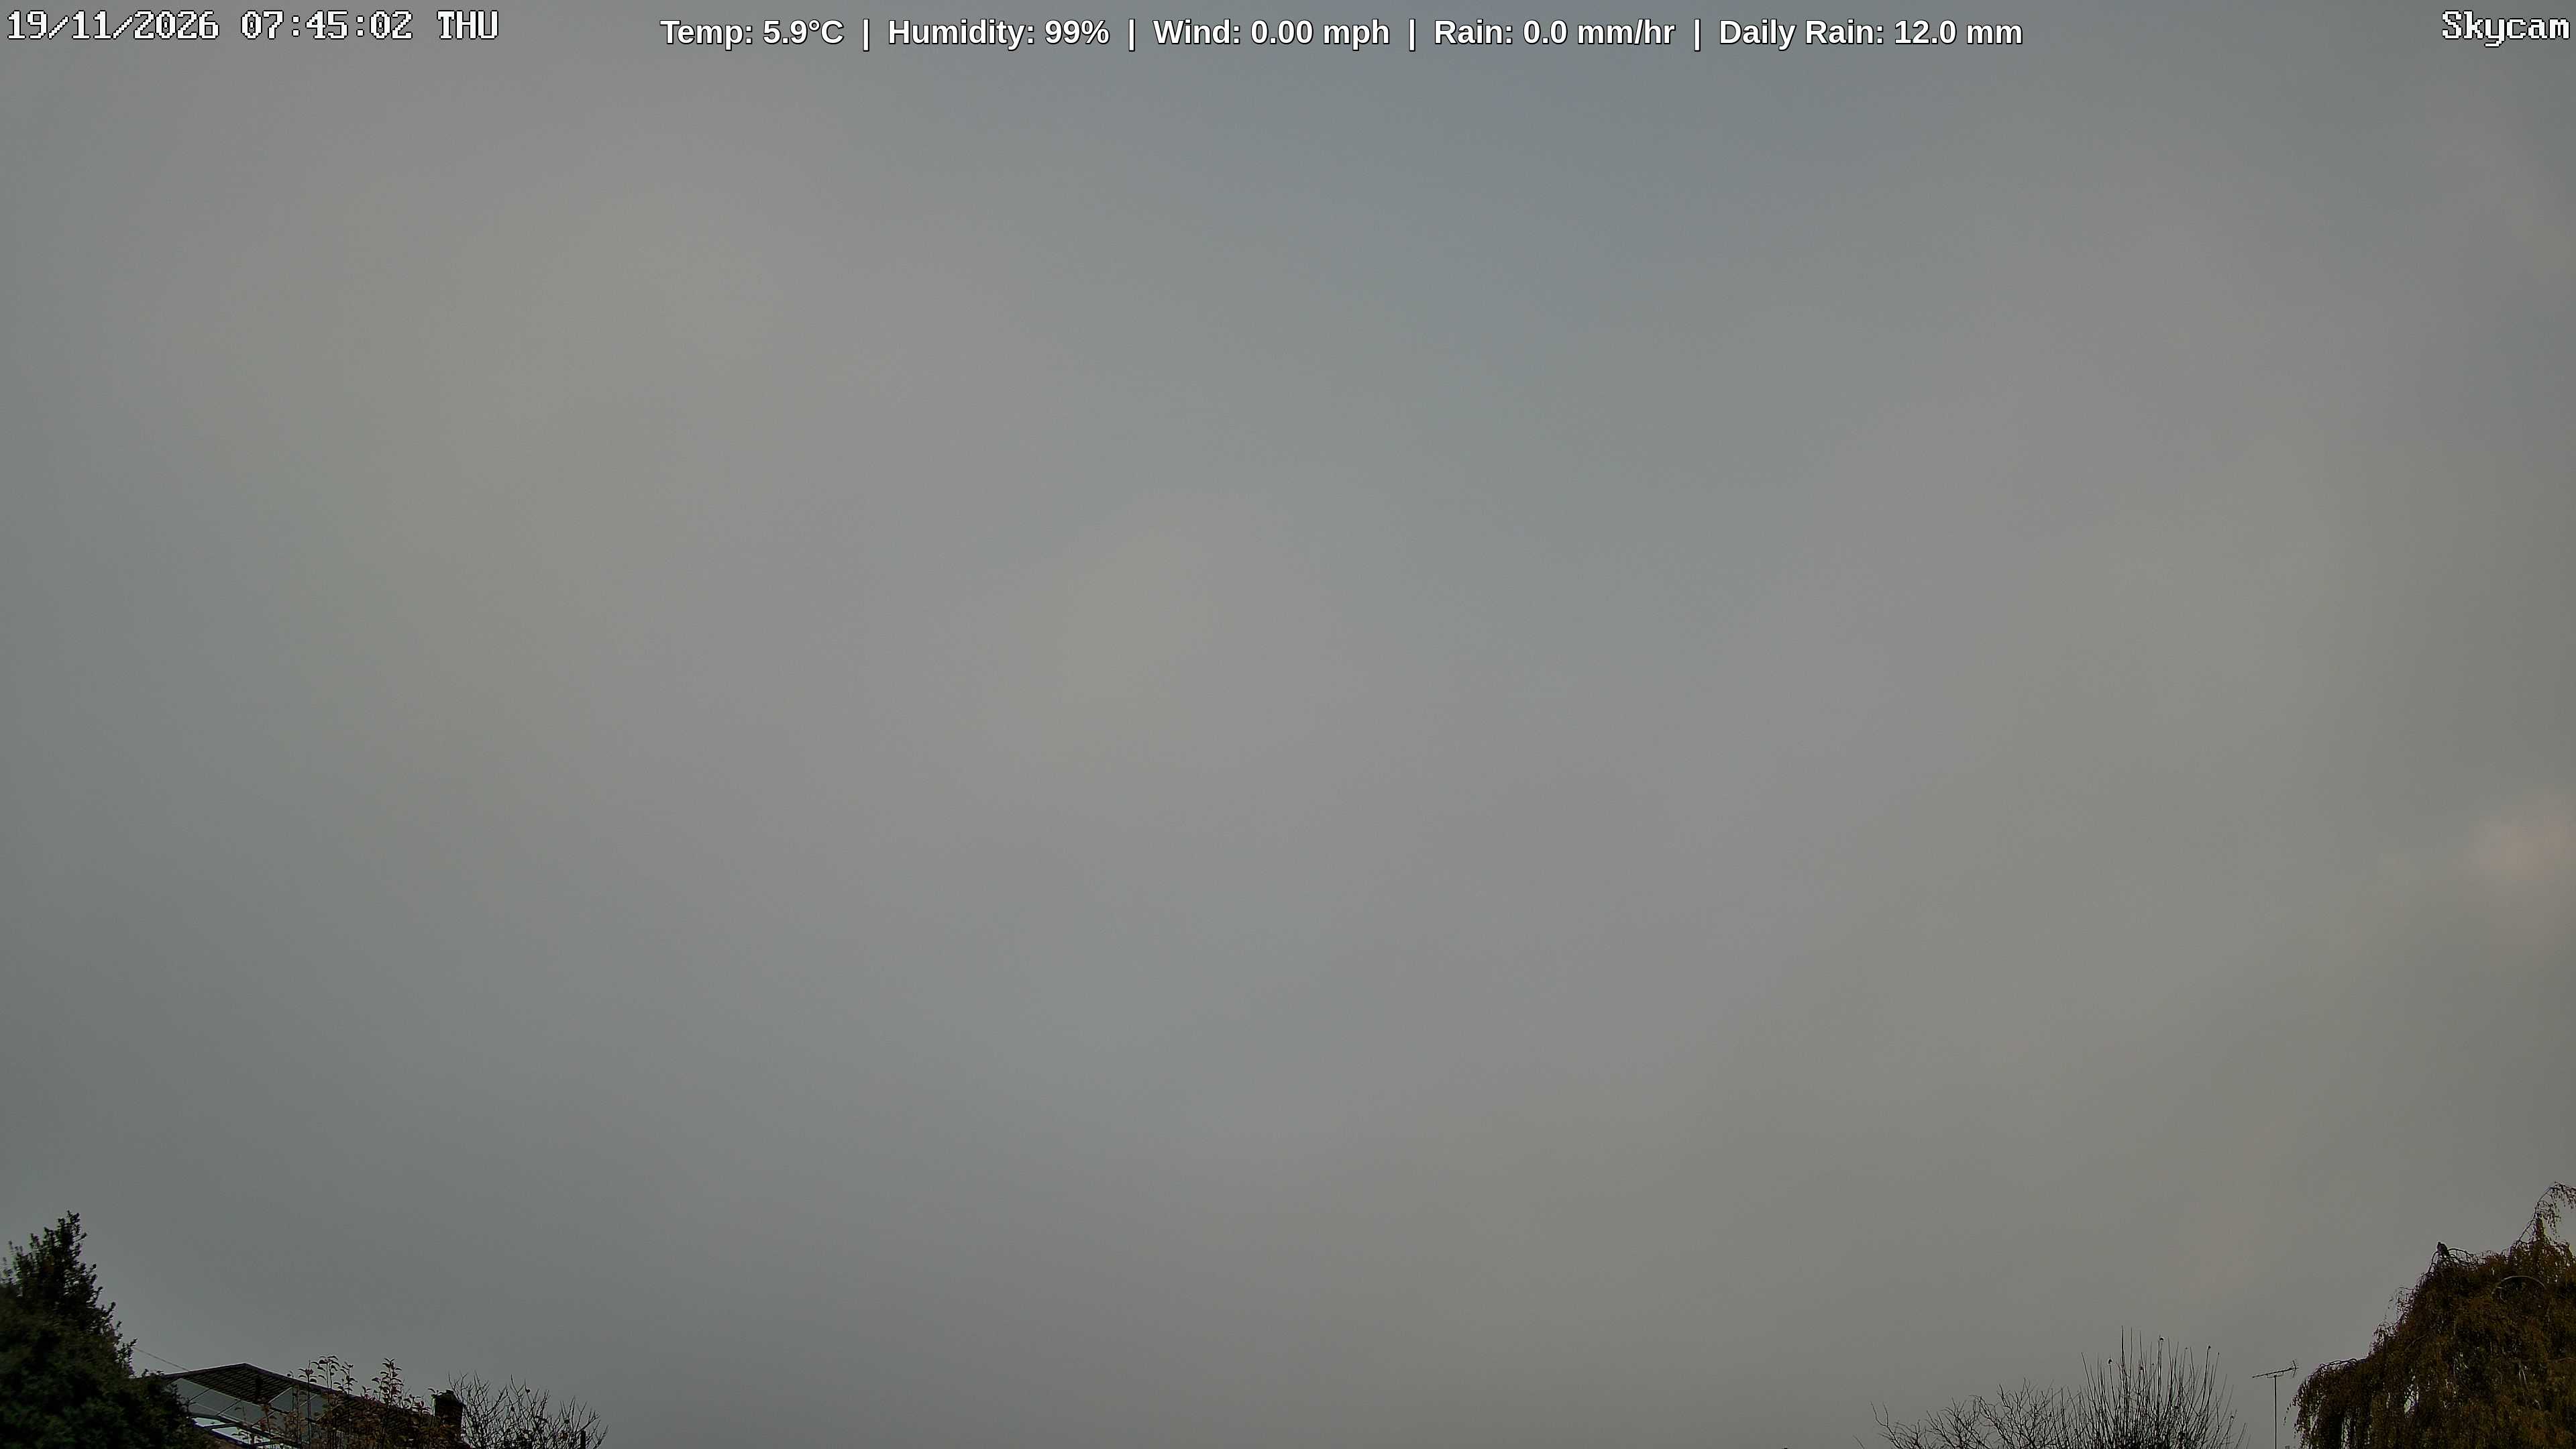 19/11/2026 07:45:02 THU
Temp: 5.9°C | Humidity: 99% | Wind: 0.00 mph | Rain: 0.0 mm/hr | Daily Rain: 12.0 mm
Skycam